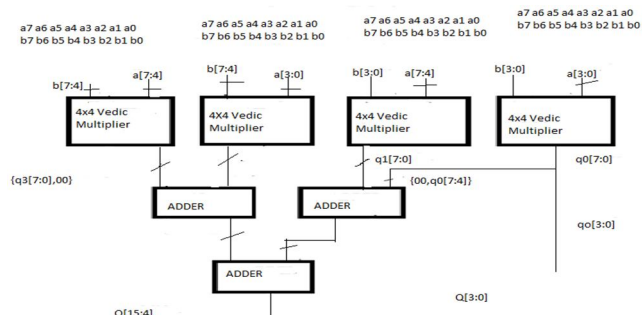 a7 a6 a5 a4 a3 a2 a1 a0
b7 b6 b5 b4 b3 b2 b1 b0
a7 a6 a5 a4 a3 a2 a1 a0
b7 b6 b5 b4 b3 b2 b1 b0
a7 a6 a5 a4 a3 a2 a1 a0
b7 b6 b5 b4 b3 b2 b1 b0
a7 a6 a5 a4 a3 a2 a1 a0
b7 b6 b5 b4 b3 b2 b1 b0
b[7:4]
a[7:4]
b[7:4]
a[3:0]
b[3:0]
a[7:4]
b[3:0]
a[3:0]
4x4 Vedic
Multiplier
4X4 Vedic
Multiplier
4x4 Vedic
Multiplier
4x4 Vedic
Multiplier
q1[7:0]
q0[7:0]
{q3[7:0],00}
{00,q0[7:4]}
ADDER
ADDER
qo[3:0]
ADDER
Q[3:0]
Q[15:4]